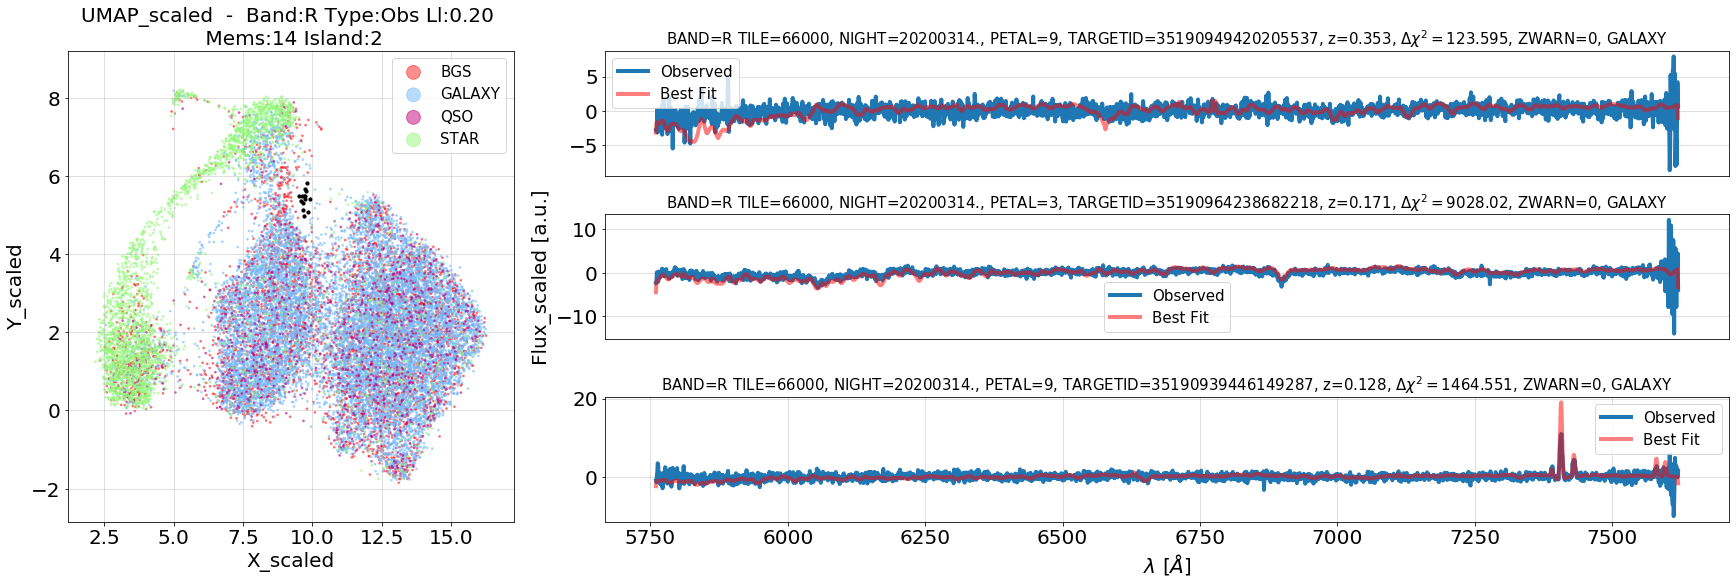 UMAP_scaled - Band:R Type:Obs Ll:0.20
Mems:14 Island:2
BGS
GALAXY
QSO
STAR
8
6
4
2
0
−2
Y_scaled
2.5 5.0 7.5 10.0 12.5 15.0
X_scaled
BAND=R TILE=66000, NIGHT=20200314., PETAL=9, TARGETID=35190949420205537, z=0.353, Δχ² = 123.595, ZWARN=0, GALAXY
Observed
Best Fit
5
0
−5
BAND=R TILE=66000, NIGHT=20200314., PETAL=3, TARGETID=35190964238682218, z=0.171, Δχ² = 9028.02, ZWARN=0, GALAXY
10
0
−10
Observed
Best Fit
Flux_scaled [a.u.]
BAND=R TILE=66000, NIGHT=20200314., PETAL=9, TARGETID=35190939446149287, z=0.128, Δχ² = 1464.551, ZWARN=0, GALAXY
20
0
Observed
Best Fit
5750 6000 6250 6500 6750 7000 7250 7500
λ [Å]